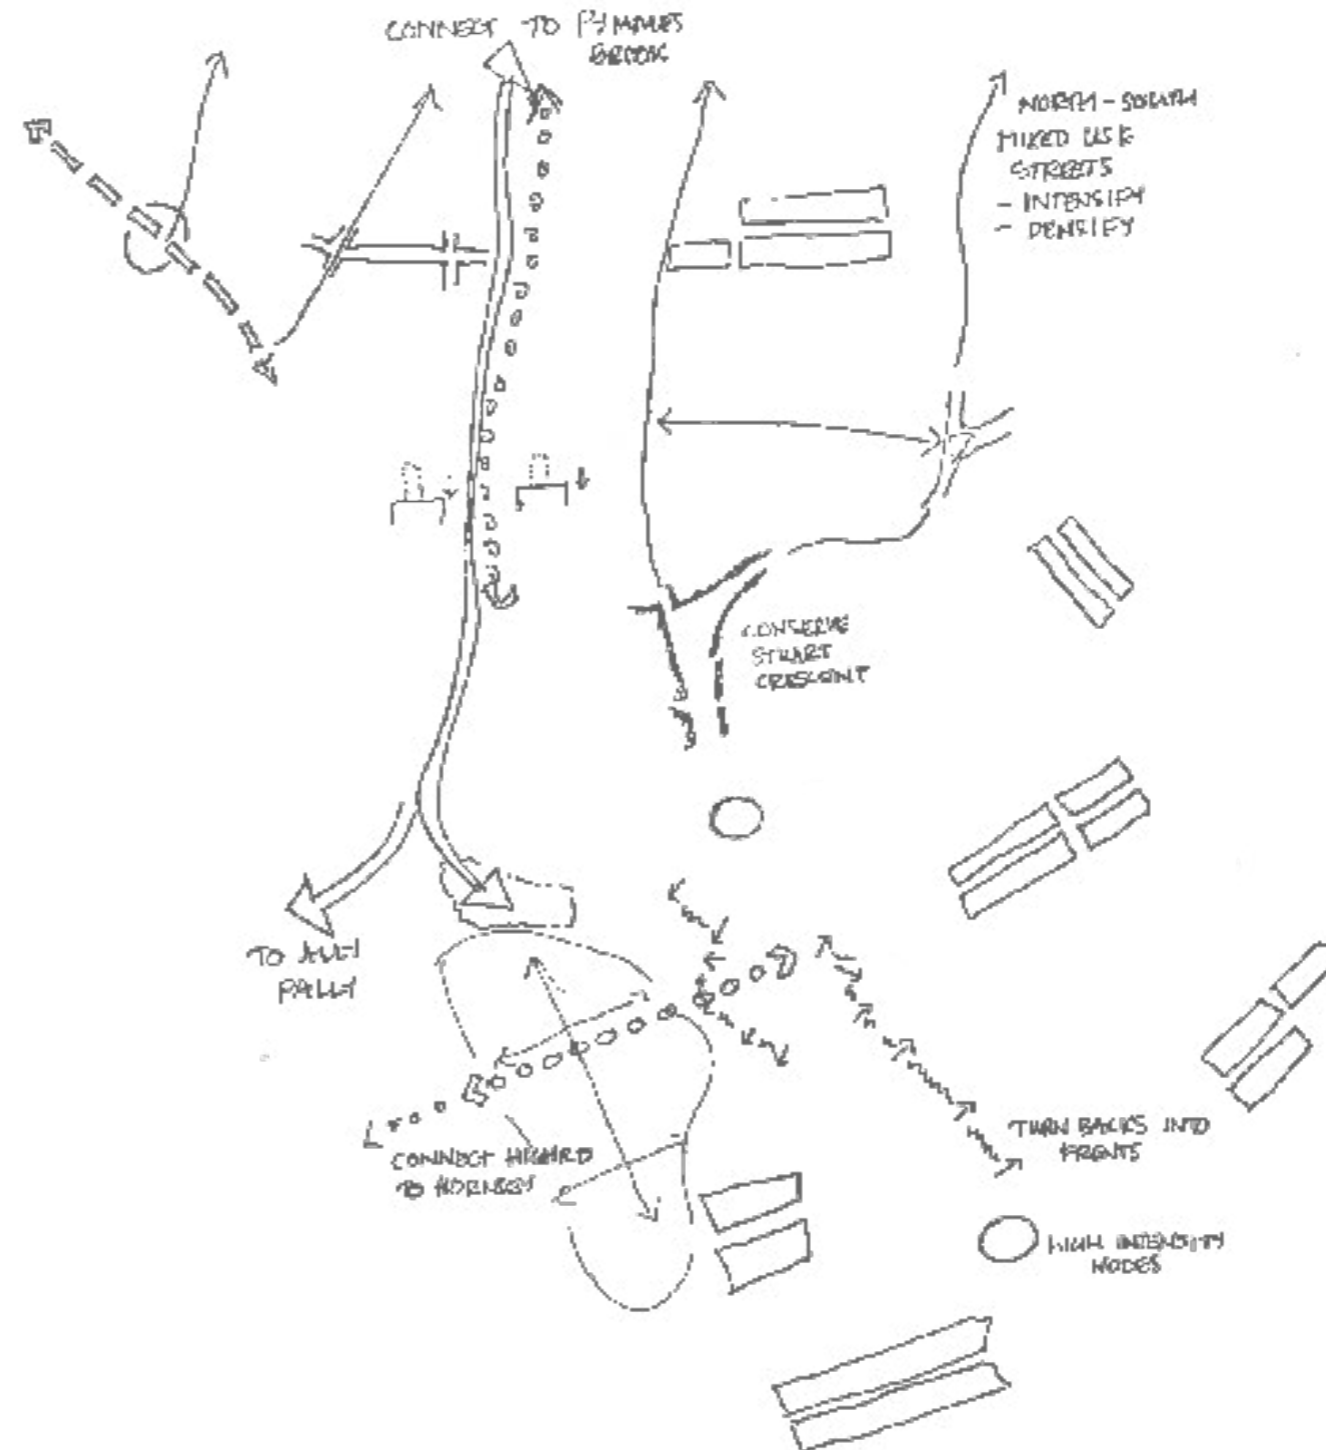 CONNECT TO PYMMES
BROOK
NORTH-SOUTH
MIXED USE
STREETS
- INTENSIFY
- DENSIFY
CONSERVE
STUART
CRESCENT
TO ALLY
PALLY
CONNECT H
TO HORNSEY
TURN BACKS INTO
FRONTS
HIGH INTENSITY
NODES